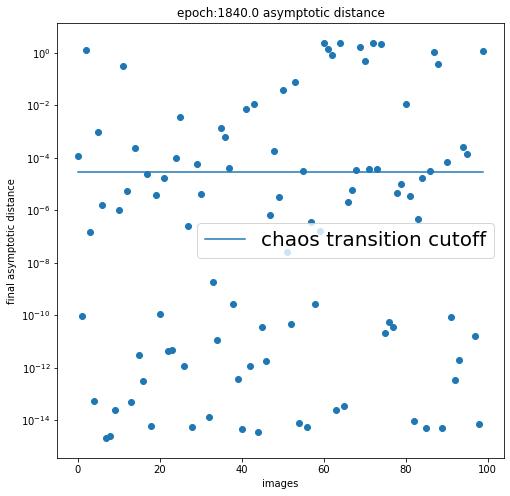 epoch:1840.0 asymptotic distance
10^0
10^-2
10^-4
10^-6
10^-8
10^-10
10^-12
10^-14
final asymptotic distance
chaos transition cutoff
0 20 40 60 80 100
images